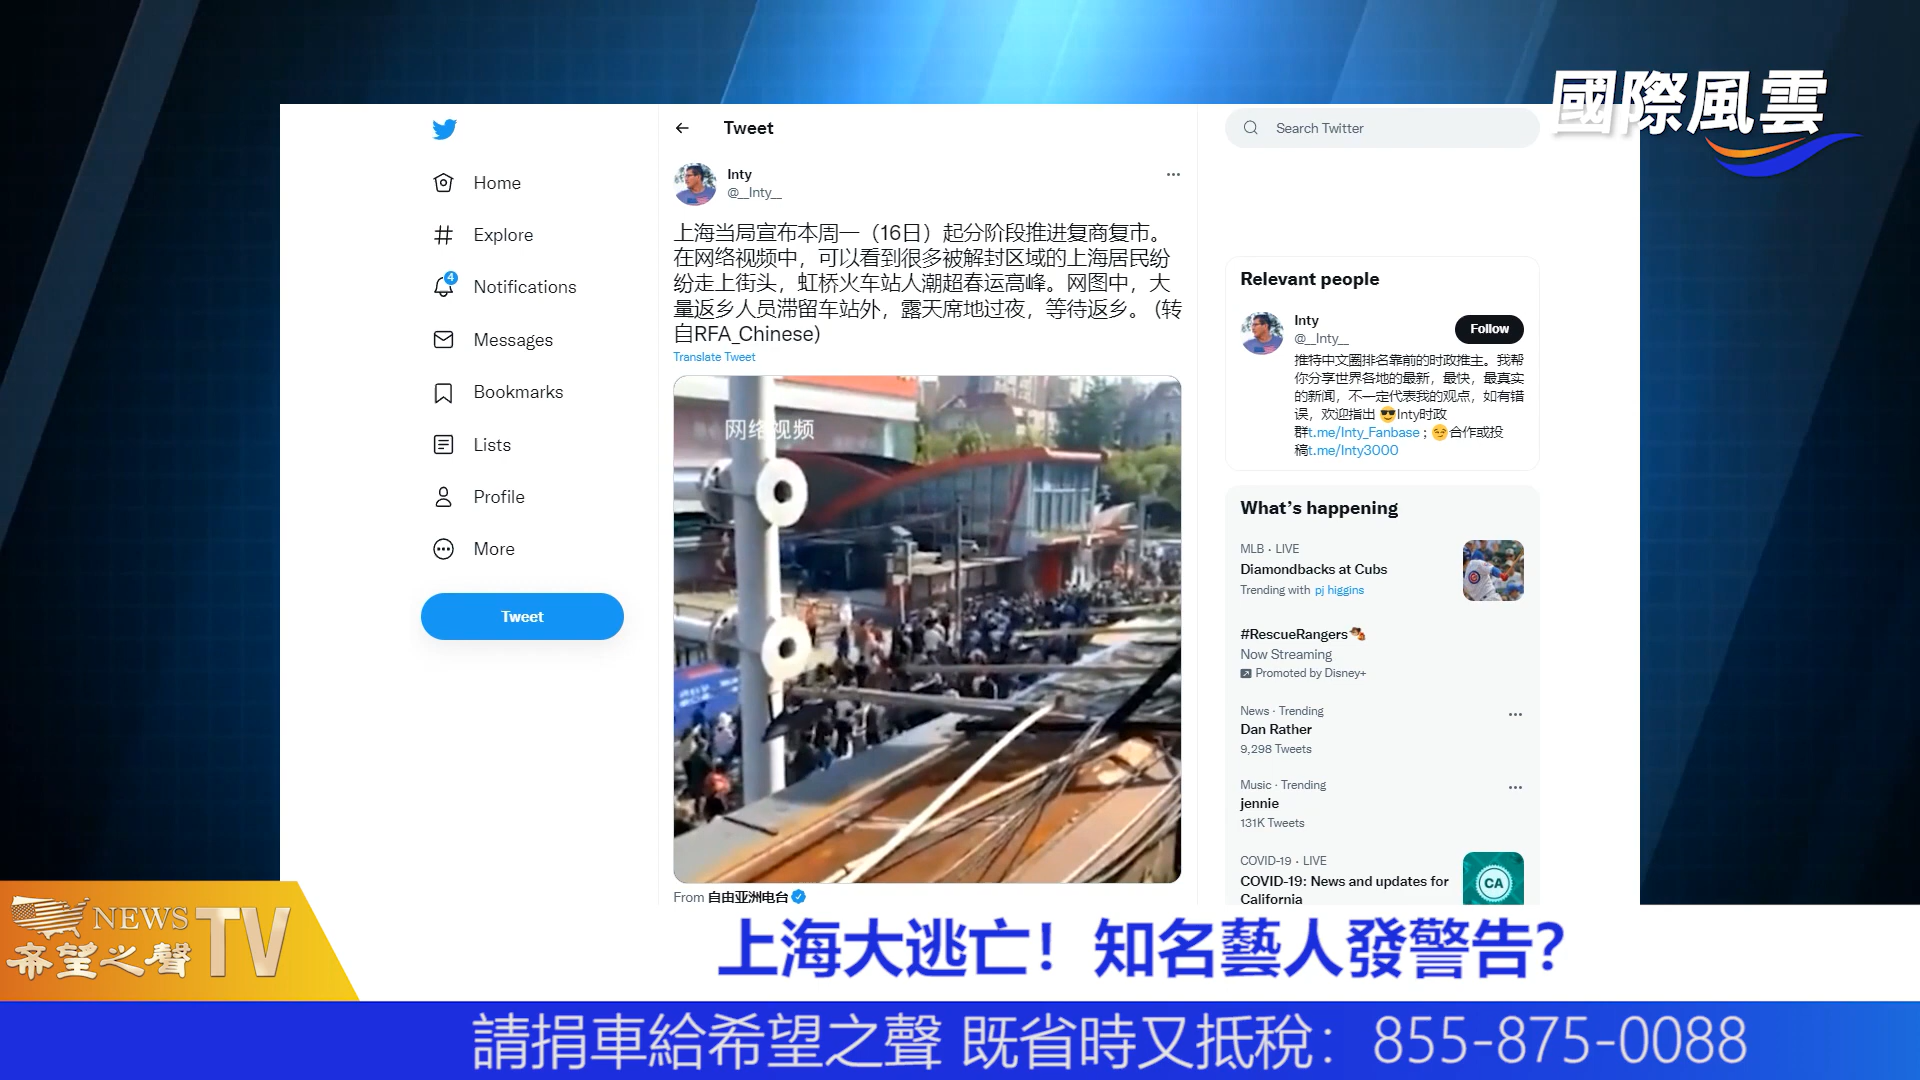 國際風雲
Home
Explore
4
Notifications
Messages
Bookmarks
Lists
Profile
More
Tweet
Tweet
Inty
@__Inty__
上海当局宣布本周一（16日）起分阶段推进复商复市。
在网络视频中，可以看到很多被解封区域的上海居民纷
纷走上街头，虹桥火车站人潮超春运高峰。网图中，大
量返乡人员滞留车站外，露天席地过夜，等待返乡。 (转
自RFA_Chinese)
Translate Tweet
网络视频
From 自由亚洲电台
Search Twitter
Relevant people
Inty
@__Inty__
Follow
推特中文圈排名靠前的时政推主。我帮
你分享世界各地的最新，最快，最真实
的新闻，不一定代表我的观点，如有错
误，欢迎指出 😎Inty时政
群t.me/Inty_Fanbase ; 😏合作或投
稿t.me/Inty3000
What's happening
MLB · LIVE
Diamondbacks at Cubs
Trending with pj higgins
#RescueRangers
Now Streaming
Promoted by Disney+
News · Trending
Dan Rather
9,298 Tweets
Music · Trending
jennie
131K Tweets
COVID-19 · LIVE
COVID-19: News and updates for
California
CA
NEWS
希望之聲
TV
上海大逃亡！知名藝人發警告？
請捐車給希望之聲 既省時又抵稅：855-875-0088